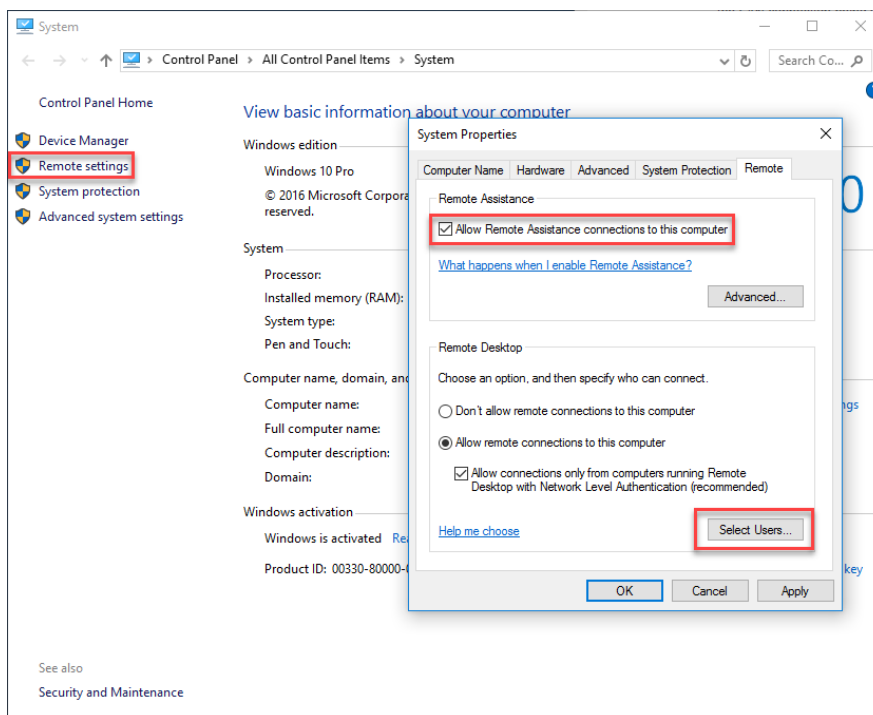 System
Control Panel > All Control Panel Items > System
Search Co...
Control Panel Home
Device Manager
Remote settings
System protection
Advanced system settings
See also
Security and Maintenance
View basic information about your computer
Windows edition
Windows 10 Pro
© 2016 Microsoft Corpora
reserved.
System
Processor:
Installed memory (RAM):
System type:
Pen and Touch:
Computer name, domain, and
Computer name:
Full computer name:
Computer description:
Domain:
Windows activation
Windows is activated Rea
Product ID: 00330-80000-0
0
ngs
key
System Properties
Computer Name Hardware Advanced System Protection Remote
Remote Assistance
Allow Remote Assistance connections to this computer
What happens when I enable Remote Assistance?
Advanced...
Remote Desktop
Choose an option, and then specify who can connect.
Don't allow remote connections to this computer
Allow remote connections to this computer
Allow connections only from computers running Remote
Desktop with Network Level Authentication (recommended)
Help me choose
Select Users...
OK Cancel Apply